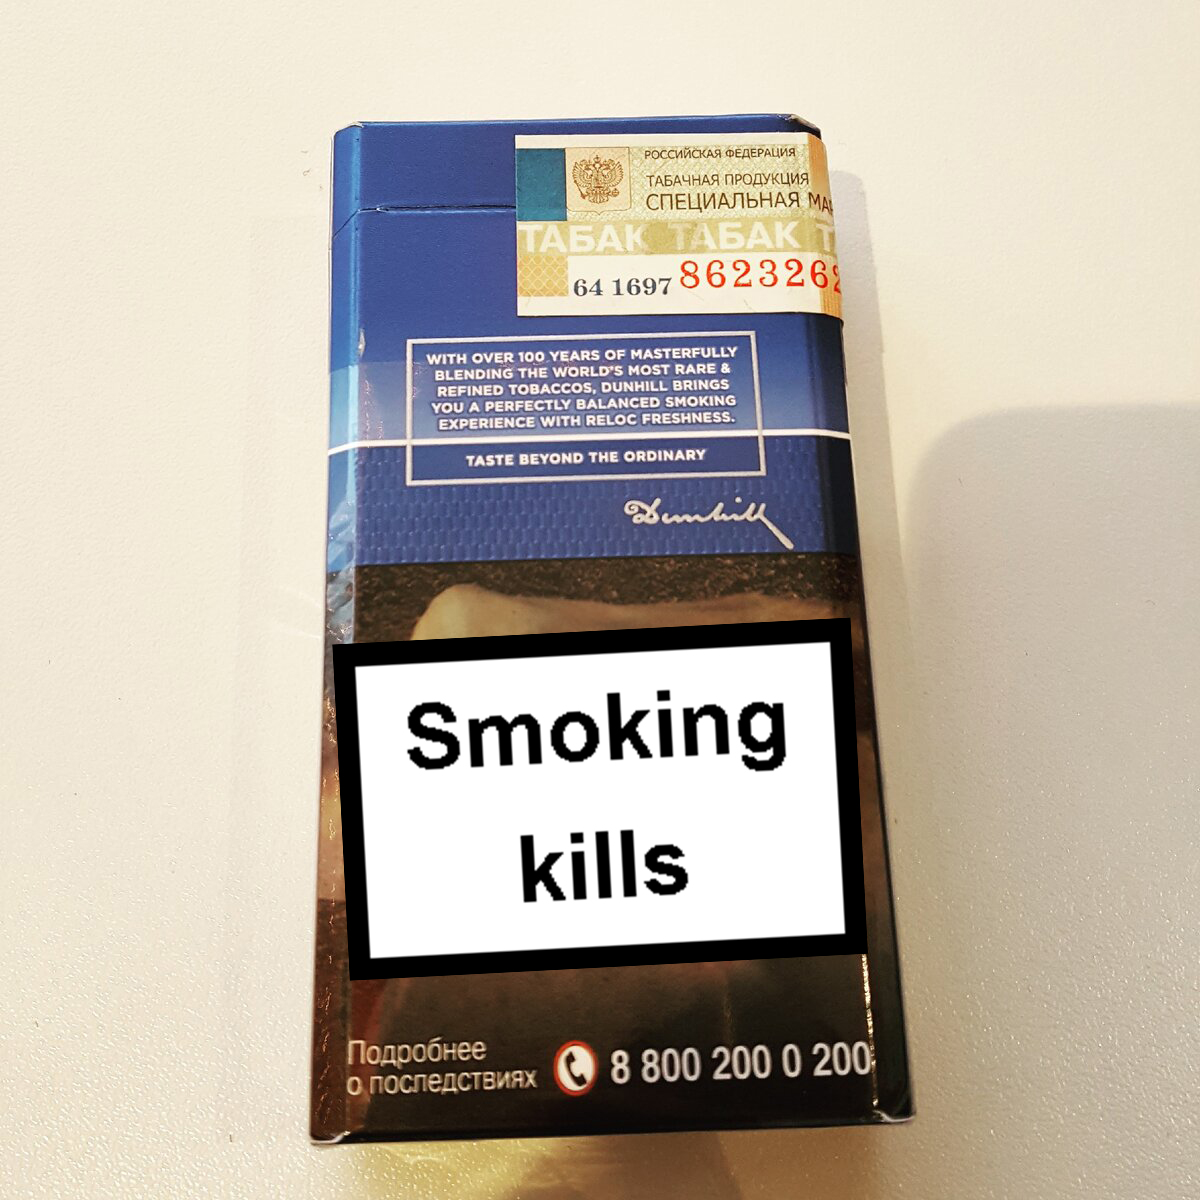 РОССИЙСКАЯ ФЕДЕРАЦИЯ
ТАБАЧНАЯ ПРОДУКЦИЯ
СПЕЦИАЛЬНАЯ
ТАБАК ТАБАК
64 1697 8623262
WITH OVER 100 YEARS OF MASTERFULLY
BLENDING THE WORLD'S MOST RARE &
REFINED TOBACCOS, DUNHILL BRINGS
YOU A PERFECTLY BALANCED SMOKING
EXPERIENCE WITH RELOC FRESHNESS.
TASTE BEYOND THE ORDINARY
Dunhill
Smoking
kills
Подробнее
о последствиях
8 800 200 0 200